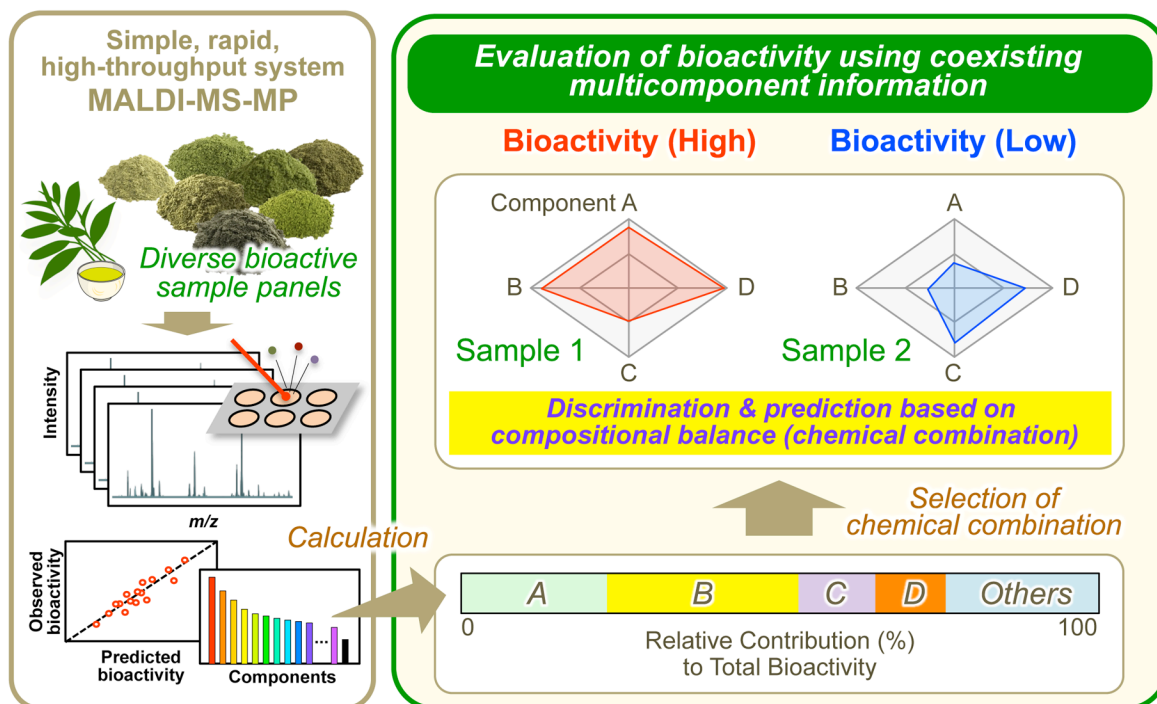 Simple, rapid,
high-throughput system
MALDI-MS-MP
Diverse bioactive
sample panels
Intensity
m/z
Observed
bioactivity
Predicted
bioactivity
...
Components
Calculation
Evaluation of bioactivity using coexisting
multicomponent information
Bioactivity (High)
Bioactivity (Low)
Component A
B
D
C
Sample 1
A
B
D
C
Sample 2
Discrimination & prediction based on
compositional balance (chemical combination)
Selection of
chemical combination
A B C D Others
0 100
Relative Contribution (%)
to Total Bioactivity